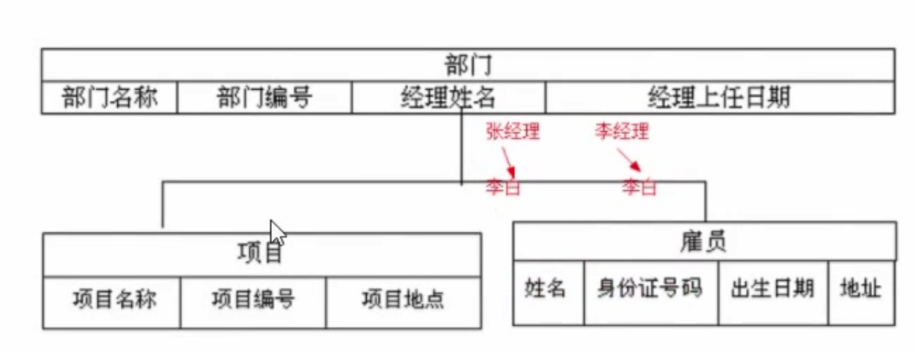 部门
部门名称 部门编号 经理姓名 经理上任日期
张经理 李经理
李白 李白
项目
项目名称 项目编号 项目地点
雇员
姓名 身份证号码 出生日期 地址